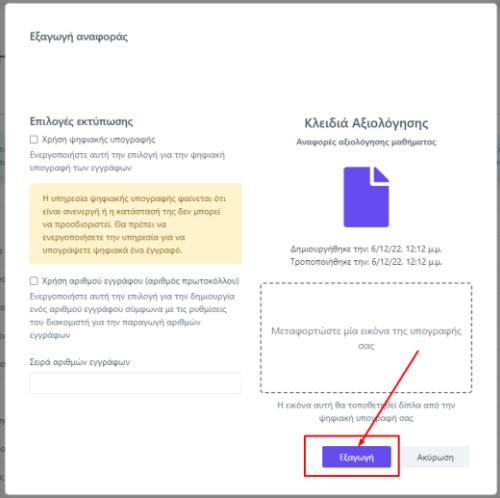 Εξαγωγή αναφοράς
Επιλογές εκτύπωσης
Χρήση ψηφιακής υπογραφής
Ενεργοποιήστε αυτή την επιλογή για την ψηφιακή
υπογραφή των εγγράφων
Η υπηρεσία ψηφιακής υπογραφής φαίνεται ότι
είναι ανενεργή ή η κατάστασή της δεν μπορεί
να προσδιοριστεί. Θα πρέπει να
ενεργοποιήσετε την υπηρεσία για να
υπογράψετε ψηφιακά ένα έγγραφό.
Χρήση αριθμού εγγράφου (αριθμός πρωτοκόλλου)
Ενεργοποιήστε αυτή την επιλογή για την δημιουργία
ενός αριθμού εγγράφου σύμφωνα με τις ρυθμίσεις
του διακομιστή για την παραγωγή αριθμών
εγγράφων
Σειρά αριθμών εγγράφων
Κλειδιά Αξιολόγησης
Αναφορές αξιολόγησης μαθήματος
Δημιουργήθηκε την: 6/12/22, 12:12 μ.μ.
Τροποποιήθηκε την: 6/12/22, 12:12 μ.μ.
Μεταφορτώστε μία εικόνα της υπογραφής
σας
Η εικόνα αυτή θα τοποθετηθεί δίπλα από την
ψηφιακή υπογραφή σας
Εξαγωγή
Ακύρωση